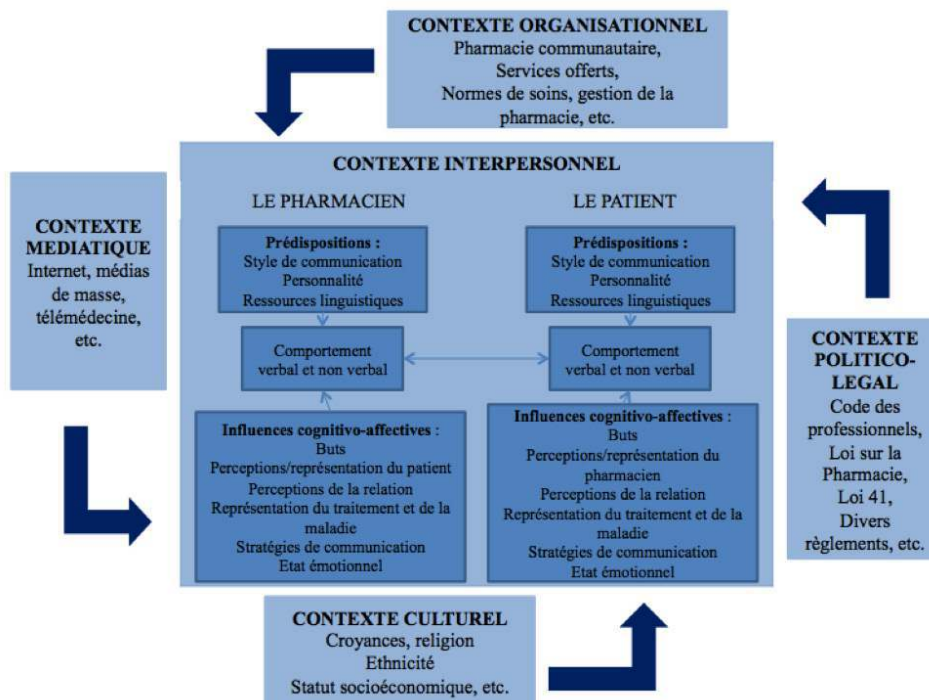 CONTEXTE ORGANISATIONNEL
Pharmacie communautaire,
Services offerts,
Normes de soins, gestion de la
pharmacie, etc.
CONTEXTE MEDIATIQUE
Internet, médias
de masse,
télémédecine,
etc.
CONTEXTE INTERPERSONNEL
LE PHARMACIEN
Prédispositions :
Style de communication
Personnalité
Ressources linguistiques
Comportement
verbal et non verbal
Influences cognitivo-affectives :
Buts
Perceptions/représentation du patient
Perceptions de la relation
Représentation du traitement et de la
maladie
Stratégies de communication
Etat émotionnel
LE PATIENT
Prédispositions :
Style de communication
Personnalité
Ressources linguistiques
Comportement
verbal et non verbal
Influences cognitivo-affectives :
Buts
Perceptions/représentation du
pharmacien
Perceptions de la relation
Représentation du traitement et de la
maladie
Stratégies de communication
Etat émotionnel
CONTEXTE
POLITICO-
LEGAL
Code des
professionnels,
Loi sur la
Pharmacie,
Loi 41,
Divers
règlements, etc.
CONTEXTE CULTUREL
Croyances, religion
Ethnicité
Statut socioéconomique, etc.